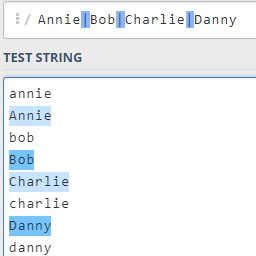 / Annie|Bob|Charlie|Danny
TEST STRING
annie
Annie
bob
Bob
Charlie
charlie
Danny
danny